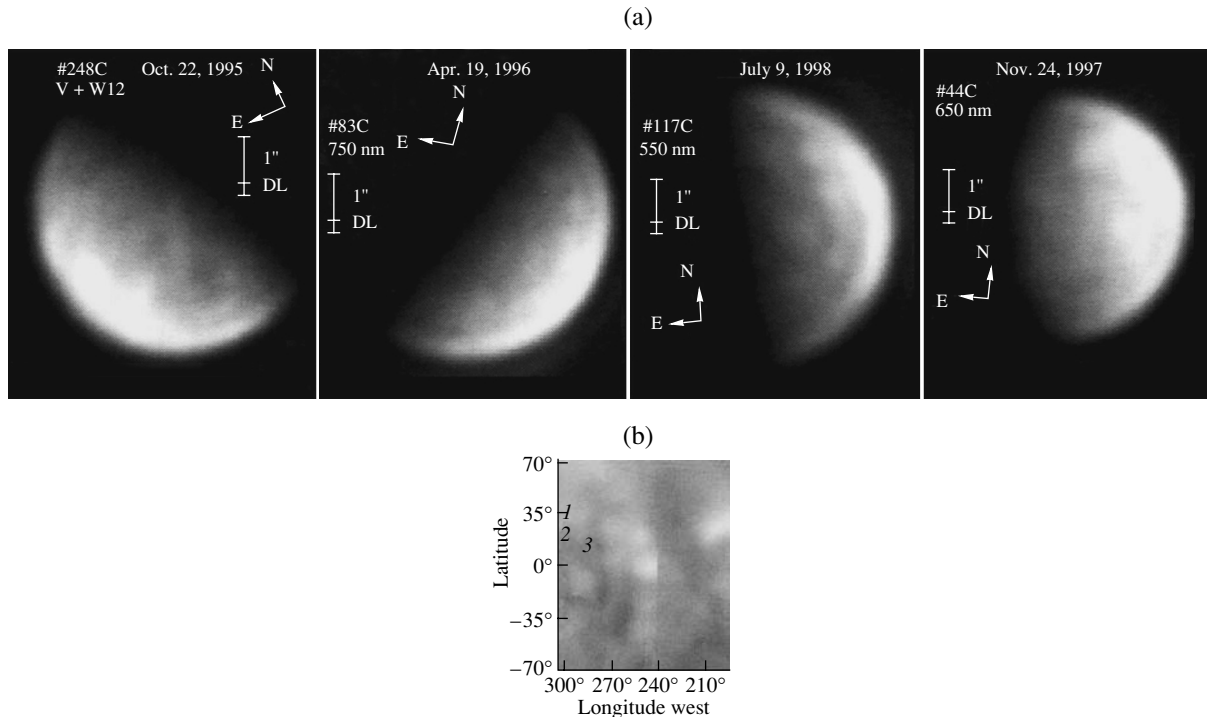 (a)
#248C
V + W12
Oct. 22, 1995
N
E
1"
DL
Apr. 19, 1996
N
#83C
750 nm
E
1"
DL
July 9, 1998
#117C
550 nm
1"
DL
N
E
Nov. 24, 1997
#44C
650 nm
1"
DL
N
E
(b)
70°
35°
0°
−35°
−70°
Latitude
1
2
3
300° 270° 240° 210°
Longitude west